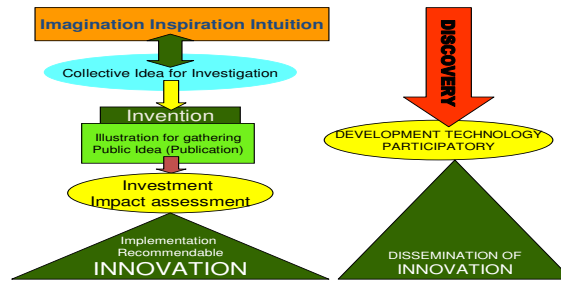 Imagination Inspiration Intuition
Collective Idea for Investigation
Invention
Illustration for gathering
Public Idea (Publication)
Investment
Impact assessment
Implementation
Recommendable
INNOVATION
DISCOVERY
DEVELOPMENT TECHNOLOGY
PARTICIPATORY
DISSEMINATION OF
INNOVATION